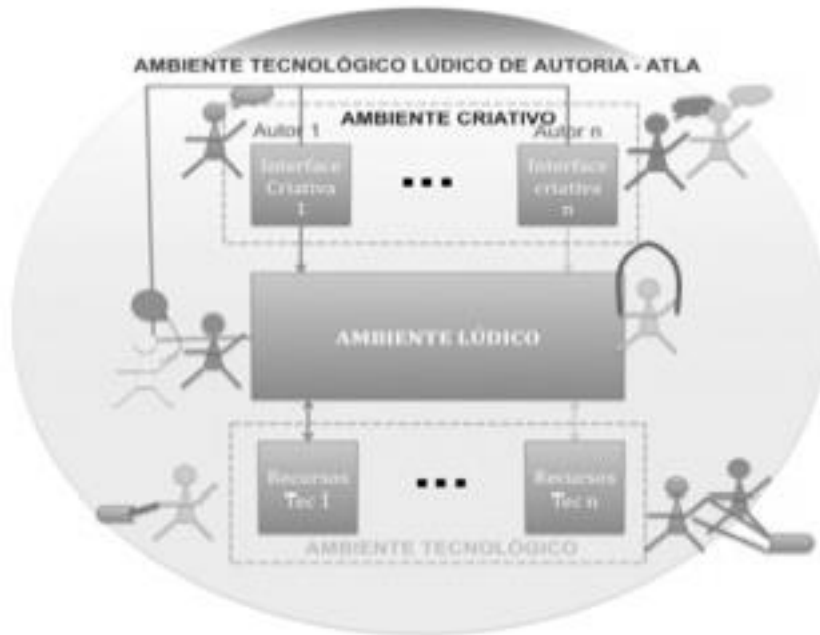 AMBIENTE TECNOLÓGICO LÚDICO DE AUTORIA - ATLA
AMBIENTE CRIATIVO
Autor 1
Autor n
Interface
Criativa
1
Interface
criativa
n
AMBIENTE LÚDICO
Recursos
Tec 1
Recursos
Tec n
AMBIENTE TECNOLÓGICO